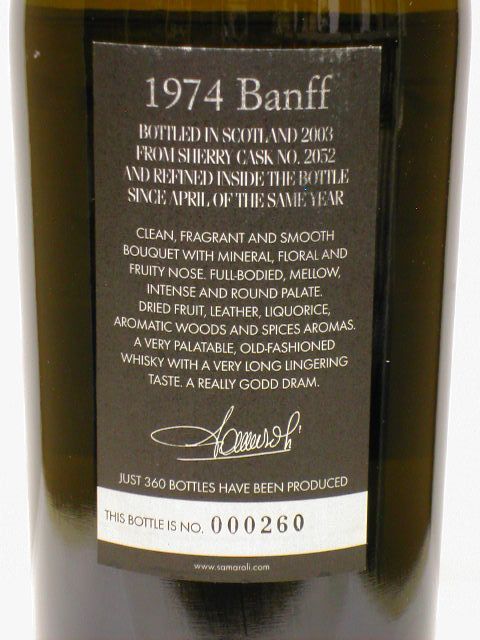 1974 Banff
BOTTLED IN SCOTLAND 2003
FROM SHERRY CASK NO. 2052
AND REFINED INSIDE THE BOTTLE
SINCE APRIL OF THE SAME YEAR
CLEAN, FRAGRANT AND SMOOTH
BOUQUET WITH MINERAL, FLORAL AND
FRUITY NOSE. FULL-BODIED, MELLOW,
INTENSE AND ROUND PALATE.
DRIED FRUIT, LEATHER, LIQUORICE,
AROMATIC WOODS AND SPICES AROMAS.
A VERY PALATABLE, OLD-FASHIONED
WHISKY WITH A VERY LONG LINGERING
TASTE. A REALLY GODD DRAM.
JUST 360 BOTTLES HAVE BEEN PRODUCED
THIS BOTTLE IS NO. 000260
www.samaroli.com